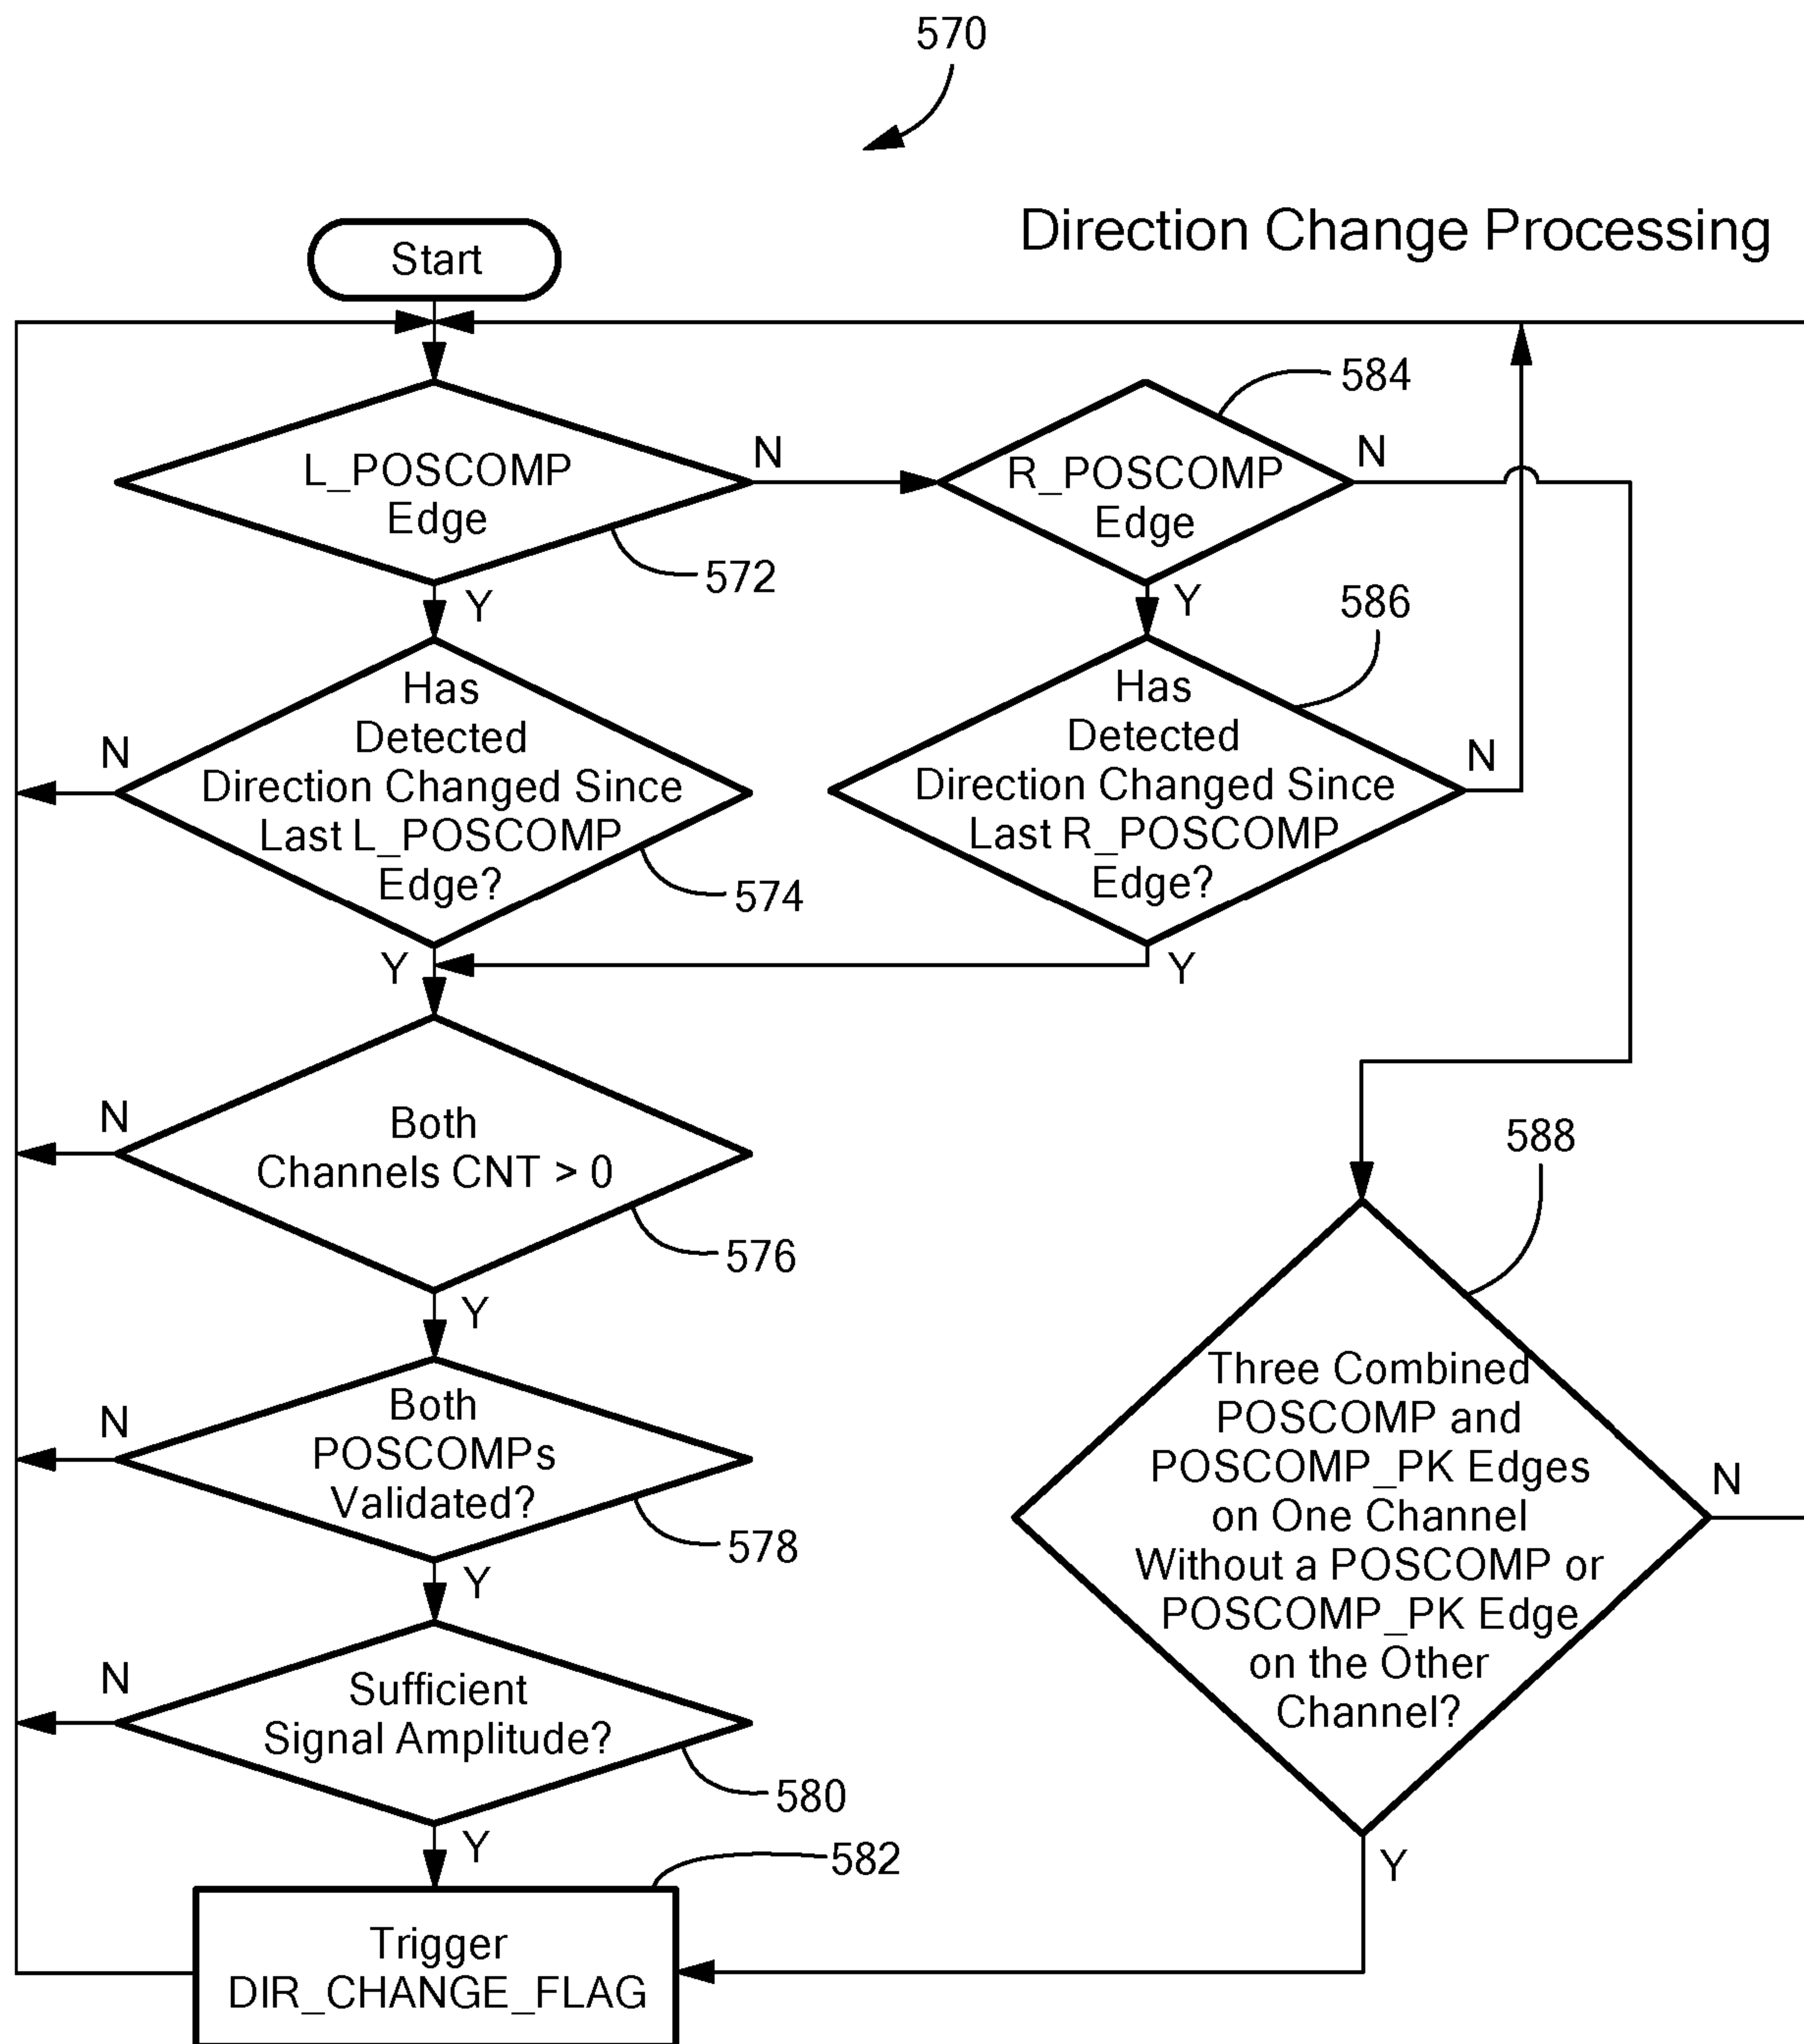 570
Direction Change Processing
Start
L_POSCOMP
Edge
N
572
Y
R_POSCOMP
Edge
584
N
Y
Has
Detected
Direction Changed Since
Last L_POSCOMP
Edge?
N
574
Y
Has
Detected
Direction Changed Since
Last R_POSCOMP
Edge?
586
N
Y
Both
Channels CNT > 0
N
576
Y
Both
POSCOMPs
Validated?
N
578
Y
Sufficient
Signal Amplitude?
N
580
Y
Trigger
DIR_CHANGE_FLAG
582
588
Three Combined
POSCOMP and
POSCOMP_PK Edges
on One Channel
Without a POSCOMP or
POSCOMP_PK Edge
on the Other
Channel?
N
Y